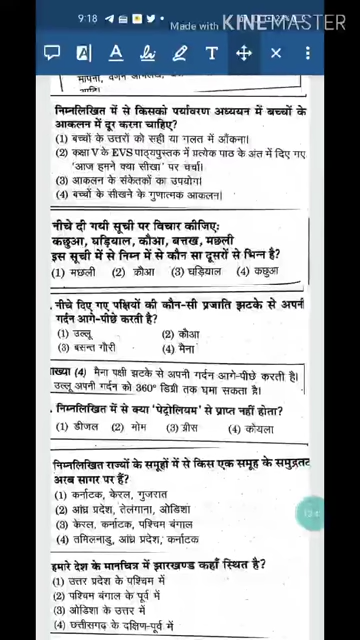 9:18
Made with KINEMASTER
मापना, वर्णन
आदि।
निम्नलिखित में से किसको पर्यावरण अध्ययन में बच्चों के
आकलन में दूर करना चाहिए?
(1) बच्चों के उत्तरों को सही या गलत में आँकना।
(2) कक्षा V के EVS पाठ्यपुस्तक में प्रत्येक पाठ के अंत में दिए गए
'आज हमने क्या सीखा' पर चर्चा।
(3) आकलन के संकेतकों का उपयोग।
(4) बच्चों के सीखने के गुणात्मक आकलन।
नीचे दी गयी सूची पर विचार कीजिए:
कछुआ, घड़ियाल, कौआ, बत्तख, मछली
इस सूची में से निम्न में से कौन सा दूसरों से भिन्न है?
(1) मछली (2) कौआ (3) घड़ियाल (4) कछुआ
. नीचे दिए गए पक्षियों की कौन-सी प्रजाति झटके से अपनी
गर्दन आगे-पीछे करती है?
(1) उल्लू (2) कौआ
(3) बसन्त गौरी (4) मैना
ाख्या (4) मैना पक्षी झटके से अपनी गर्दन आगे-पीछे करती है।
उल्लू अपनी गर्दन को 360° डिग्री तक घमा सकता है।
. निम्नलिखित में से क्या 'पेट्रोलियम' से प्राप्त नहीं होता?
(1) डीजल (2) मोम (3) ग्रीस (4) कोयला
निम्नलिखित राज्यों के समूहों में से किस एक समूह के समुद्रतट
अरब सागर पर हैं?
(1) कर्नाटक, केरल, गुजरात
(2) आंध्र प्रदेश, तेलंगाना, ओडिशा
(3) केरल, कर्नाटक, पश्चिम बंगाल
(4) तमिलनाडु, आंध्र प्रदेश, कर्नाटक
हमारे देश के मानचित्र में झारखण्ड कहाँ स्थित है?
(1) उत्तर प्रदेश के पश्चिम में
(2) पश्चिम बंगाल के पूर्व में
(3) ओडिशा के उत्तर में
(4) छत्तीसगढ़ के दक्षिण-पूर्व में